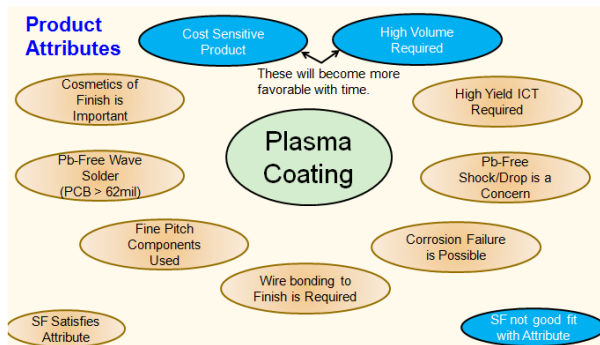 Product
Attributes
Cost Sensitive
Product
High Volume
Required
These will become more
favorable with time.
Cosmetics of
Finish is
Important
High Yield ICT
Required
Plasma
Coating
Pb-Free Wave
Solder
(PCB > 62mil)
Pb-Free
Shock/Drop is a
Concern
Fine Pitch
Components
Used
Corrosion Failure
is Possible
Wire bonding to
Finish is Required
SF Satisfies
Attribute
SF not good fit
with Attribute